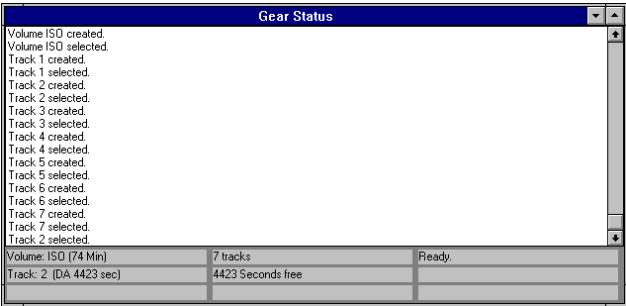 Gear Status
Volume ISO created.
Volume ISO selected.
Track 1 created.
Track 1 selected.
Track 2 created.
Track 2 selected.
Track 3 created.
Track 3 selected.
Track 4 created.
Track 4 selected.
Track 5 created.
Track 5 selected.
Track 6 created.
Track 6 selected.
Track 7 created.
Track 7 selected.
Track 2 selected.
Volume: ISO (74 Min) 7 tracks Ready.
Track: 2 (DA 4423 sec) 4423 Seconds free